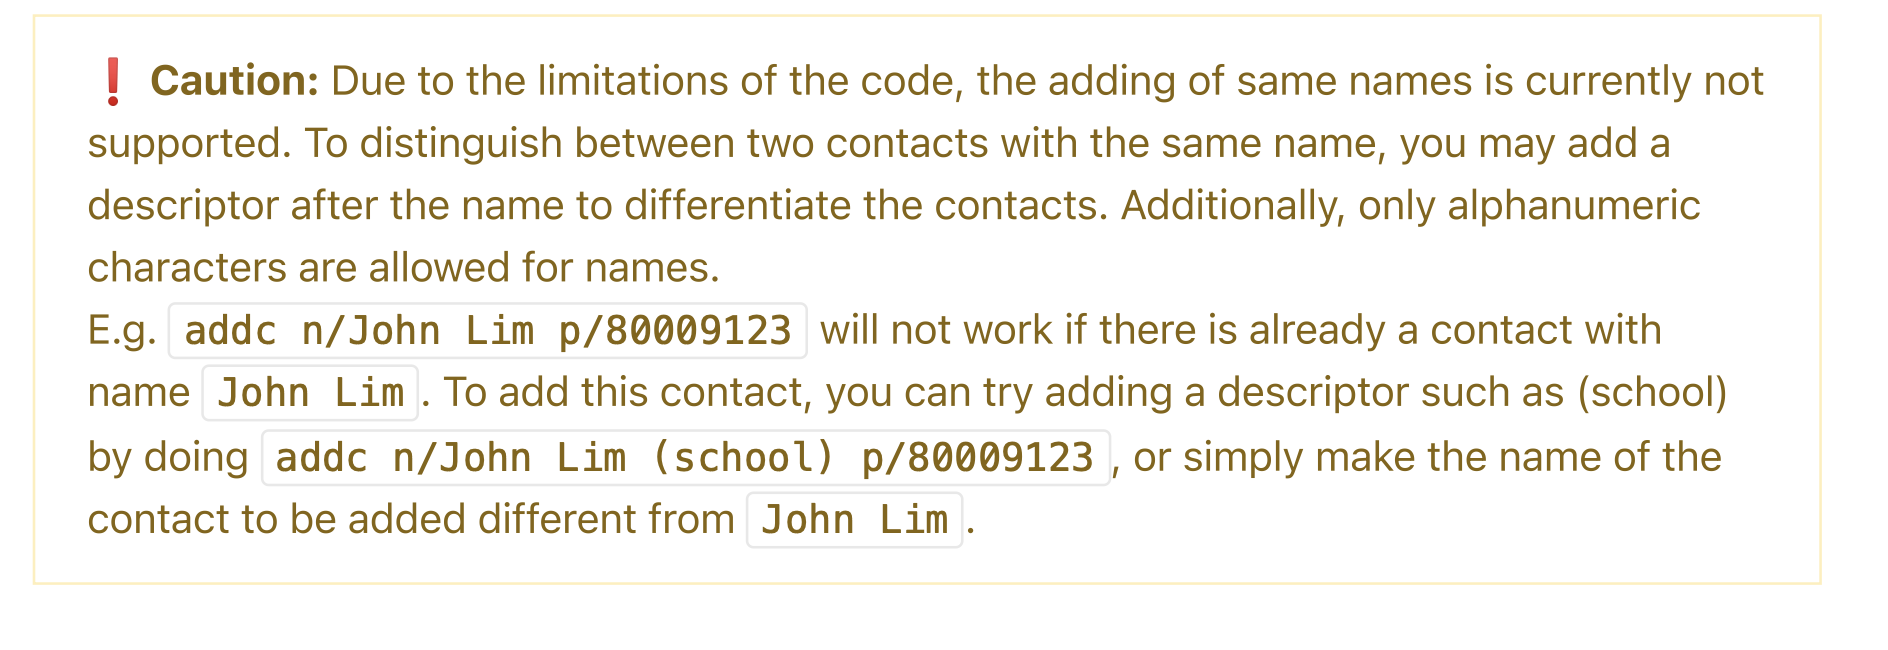 ❗ Caution: Due to the limitations of the code, the adding of same names is currently not
supported. To distinguish between two contacts with the same name, you may add a
descriptor after the name to differentiate the contacts. Additionally, only alphanumeric
characters are allowed for names.
E.g. addc n/John Lim p/80009123 will not work if there is already a contact with
name John Lim. To add this contact, you can try adding a descriptor such as (school)
by doing addc n/John Lim (school) p/80009123, or simply make the name of the
contact to be added different from John Lim.